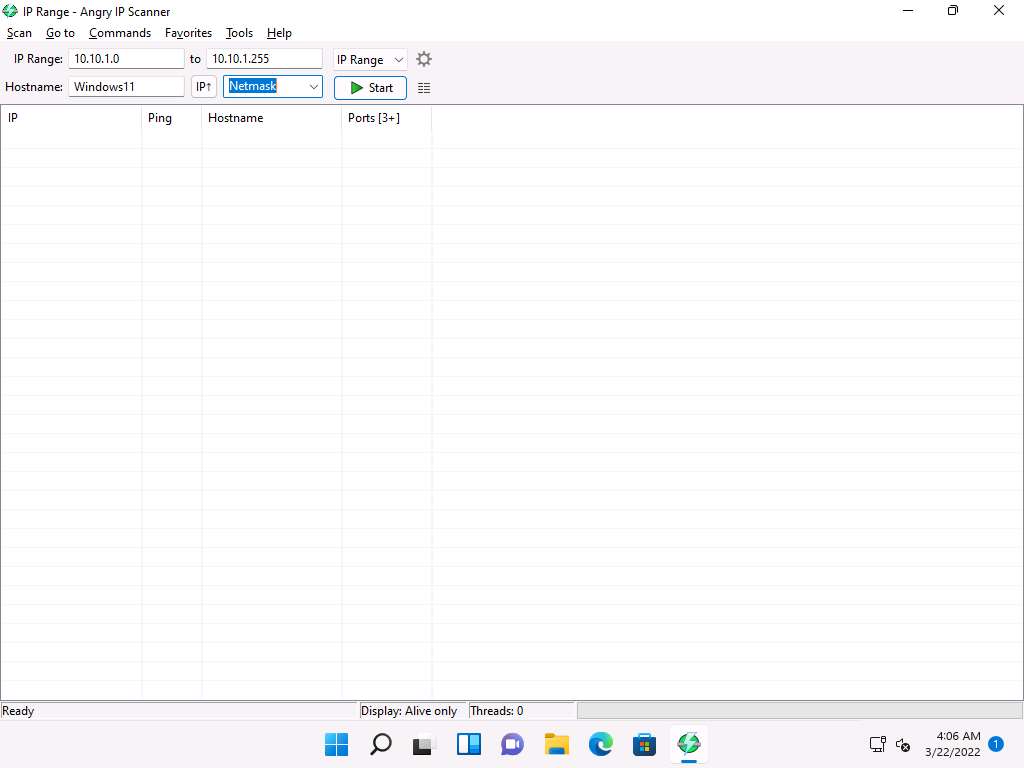 IP Range - Angry IP Scanner
Scan Go to Commands Favorites Tools Help
IP Range: 10.10.1.0 to 10.10.1.255 IP Range
Hostname: Windows11 IP↑ Netmask Start
IP Ping Hostname Ports [3+]
Ready Display: Alive only Threads: 0
4:06 AM
3/22/2022 1